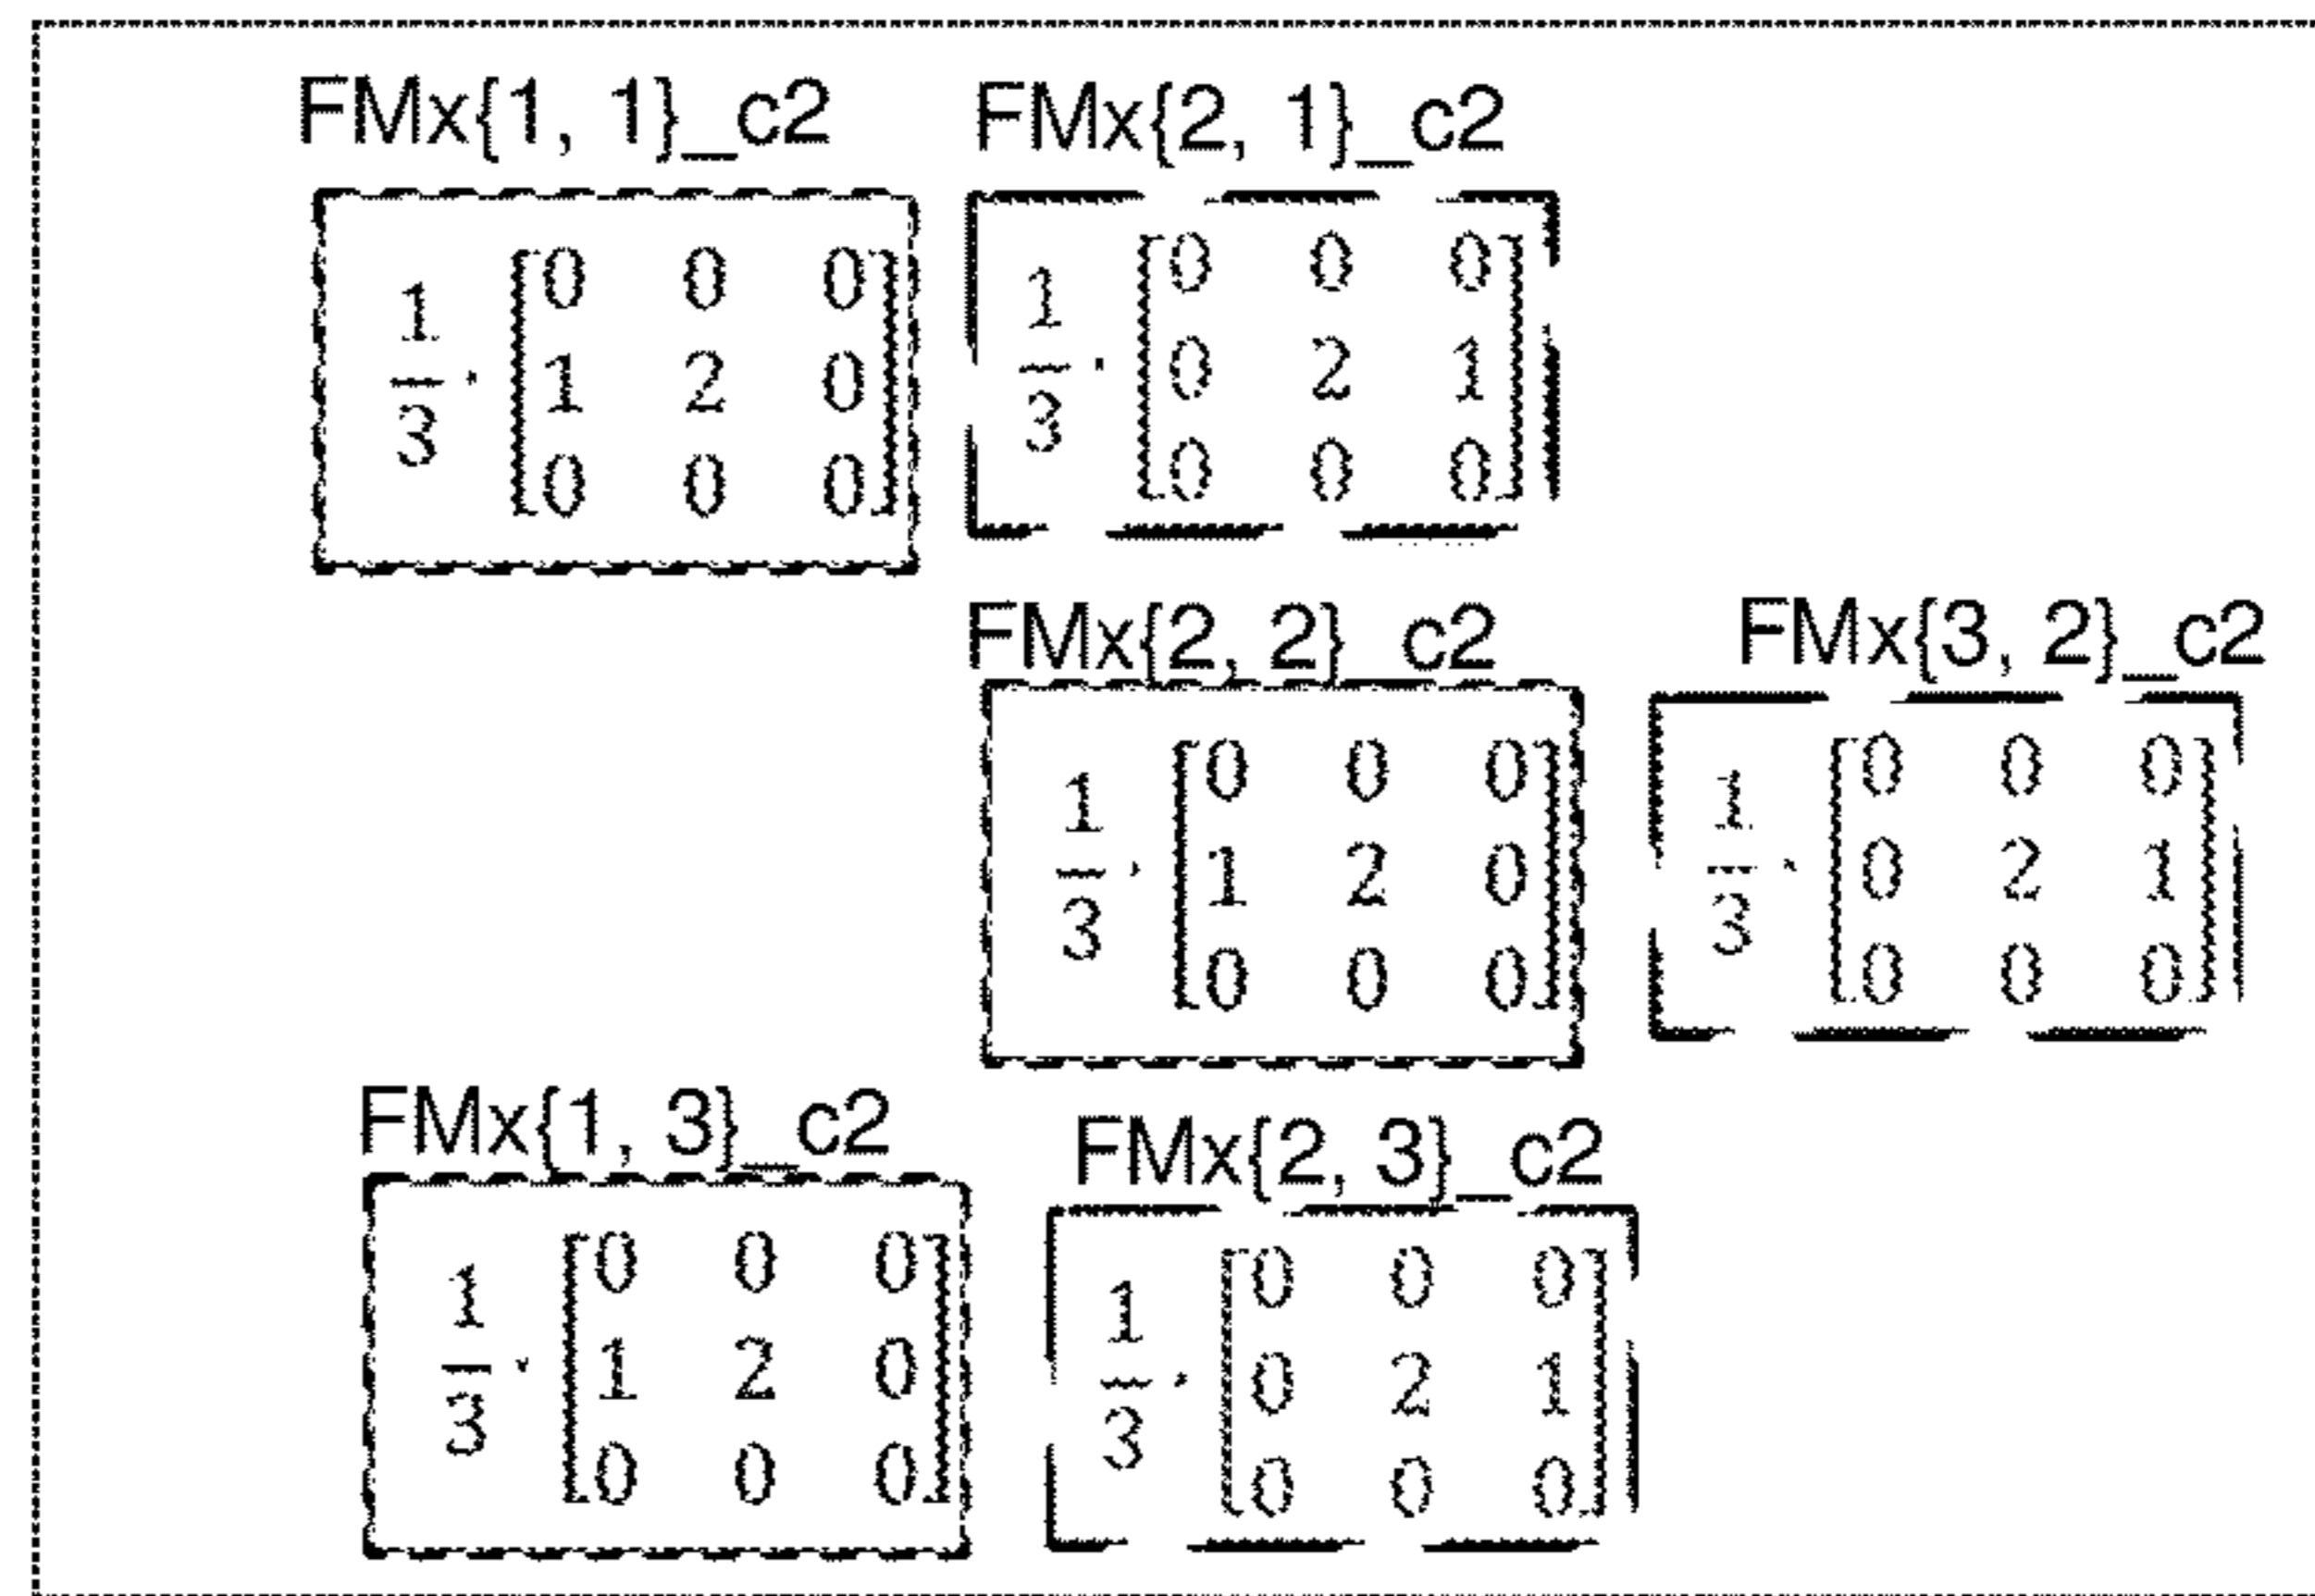 FMx{1, 1}_c2 FMx{2, 1}_c2
1/3 · [0 0 0] 1/3 · [0 0 0]
[1 2 0] [0 2 1]
[0 0 0] [0 0 0]
FMx{2, 2}_c2 FMx{3, 2}_c2
1/3 · [0 0 0] 1/3 · [0 0 0]
[1 2 0] [0 2 1]
[0 0 0] [0 0 0]
FMx{1, 3}_c2 FMx{2, 3}_c2
1/3 · [0 0 0] 1/3 · [0 0 0]
[1 2 0] [0 2 1]
[0 0 0] [0 0 0]